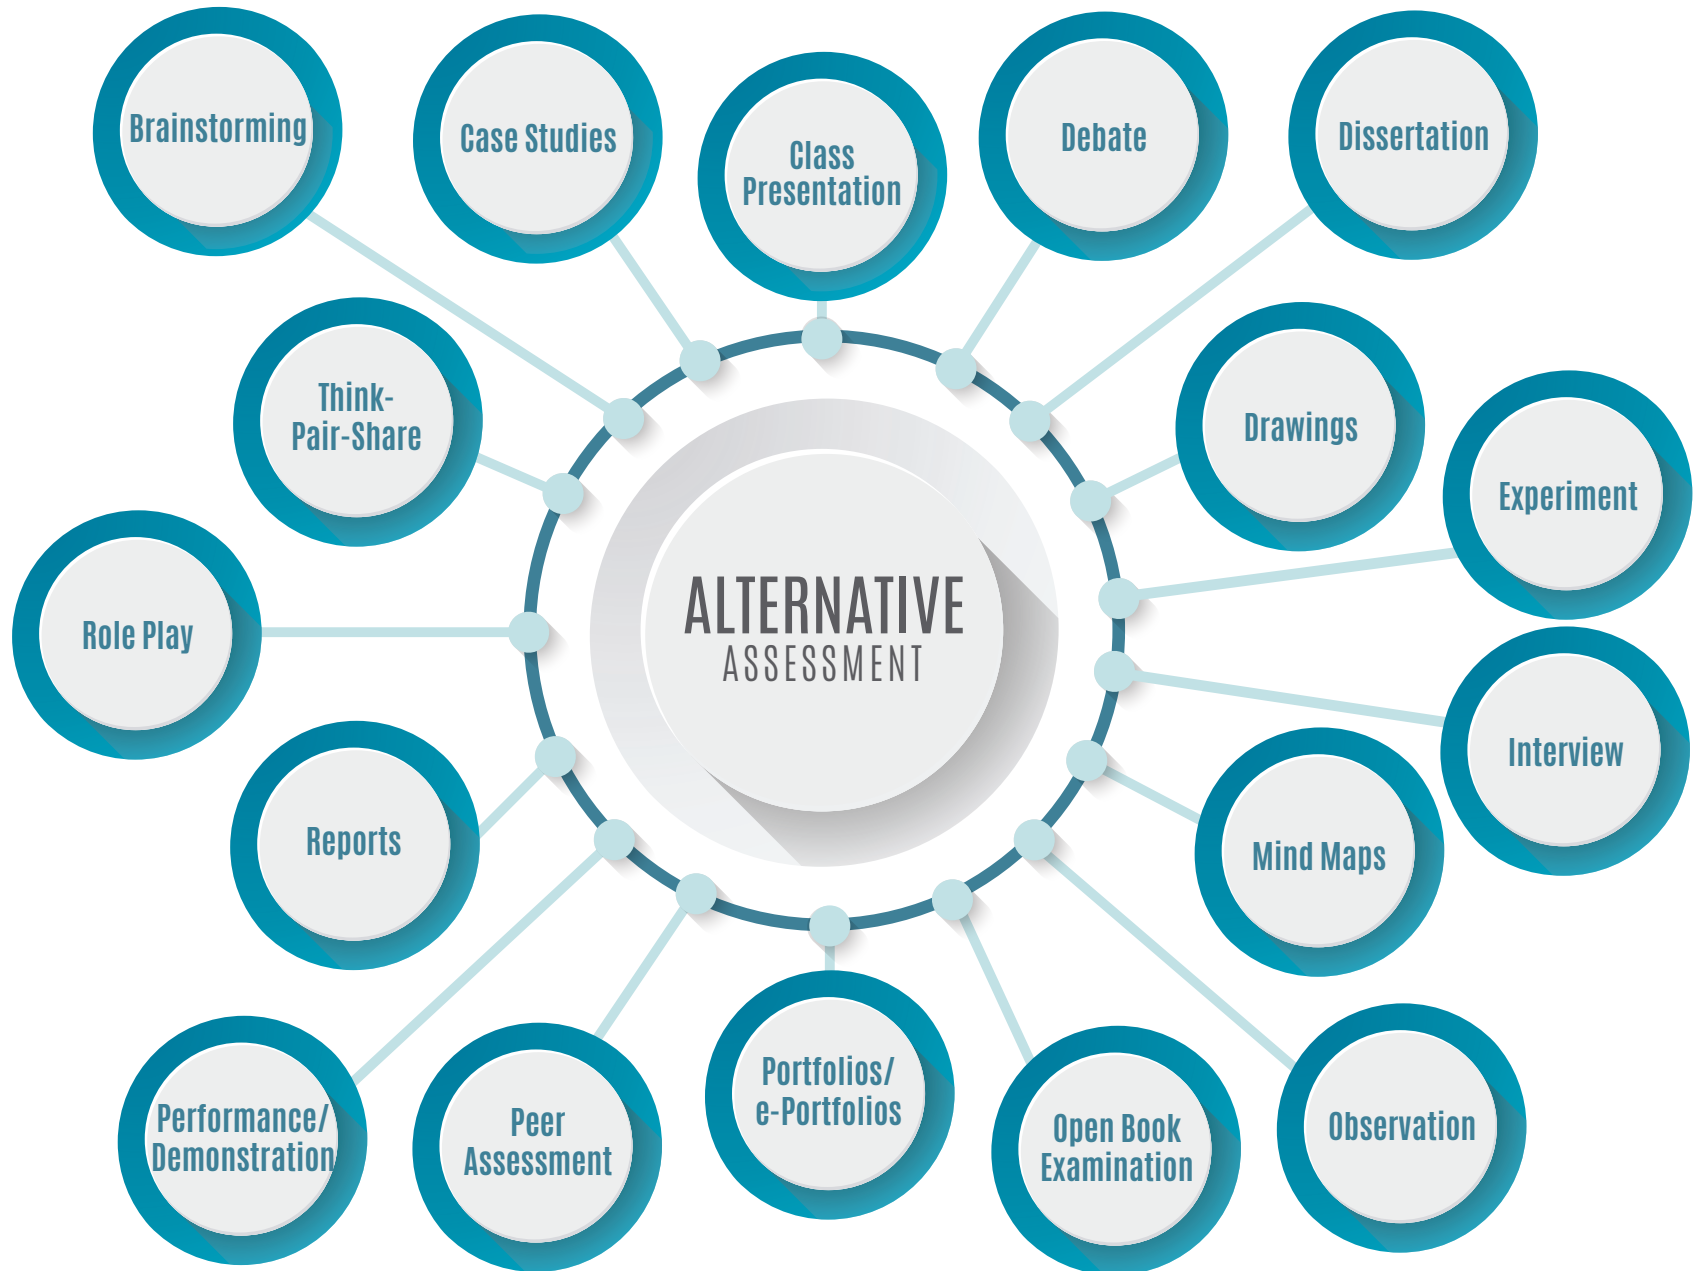 Brainstorming
Case Studies
Class
Presentation
Debate
Dissertation
Think-
Pair-Share
Drawings
Experiment
Role Play
ALTERNATIVE
ASSESSMENT
Interview
Reports
Mind Maps
Performance/
Demonstration
Peer
Assessment
Portfolios/
e-Portfolios
Open Book
Examination
Observation